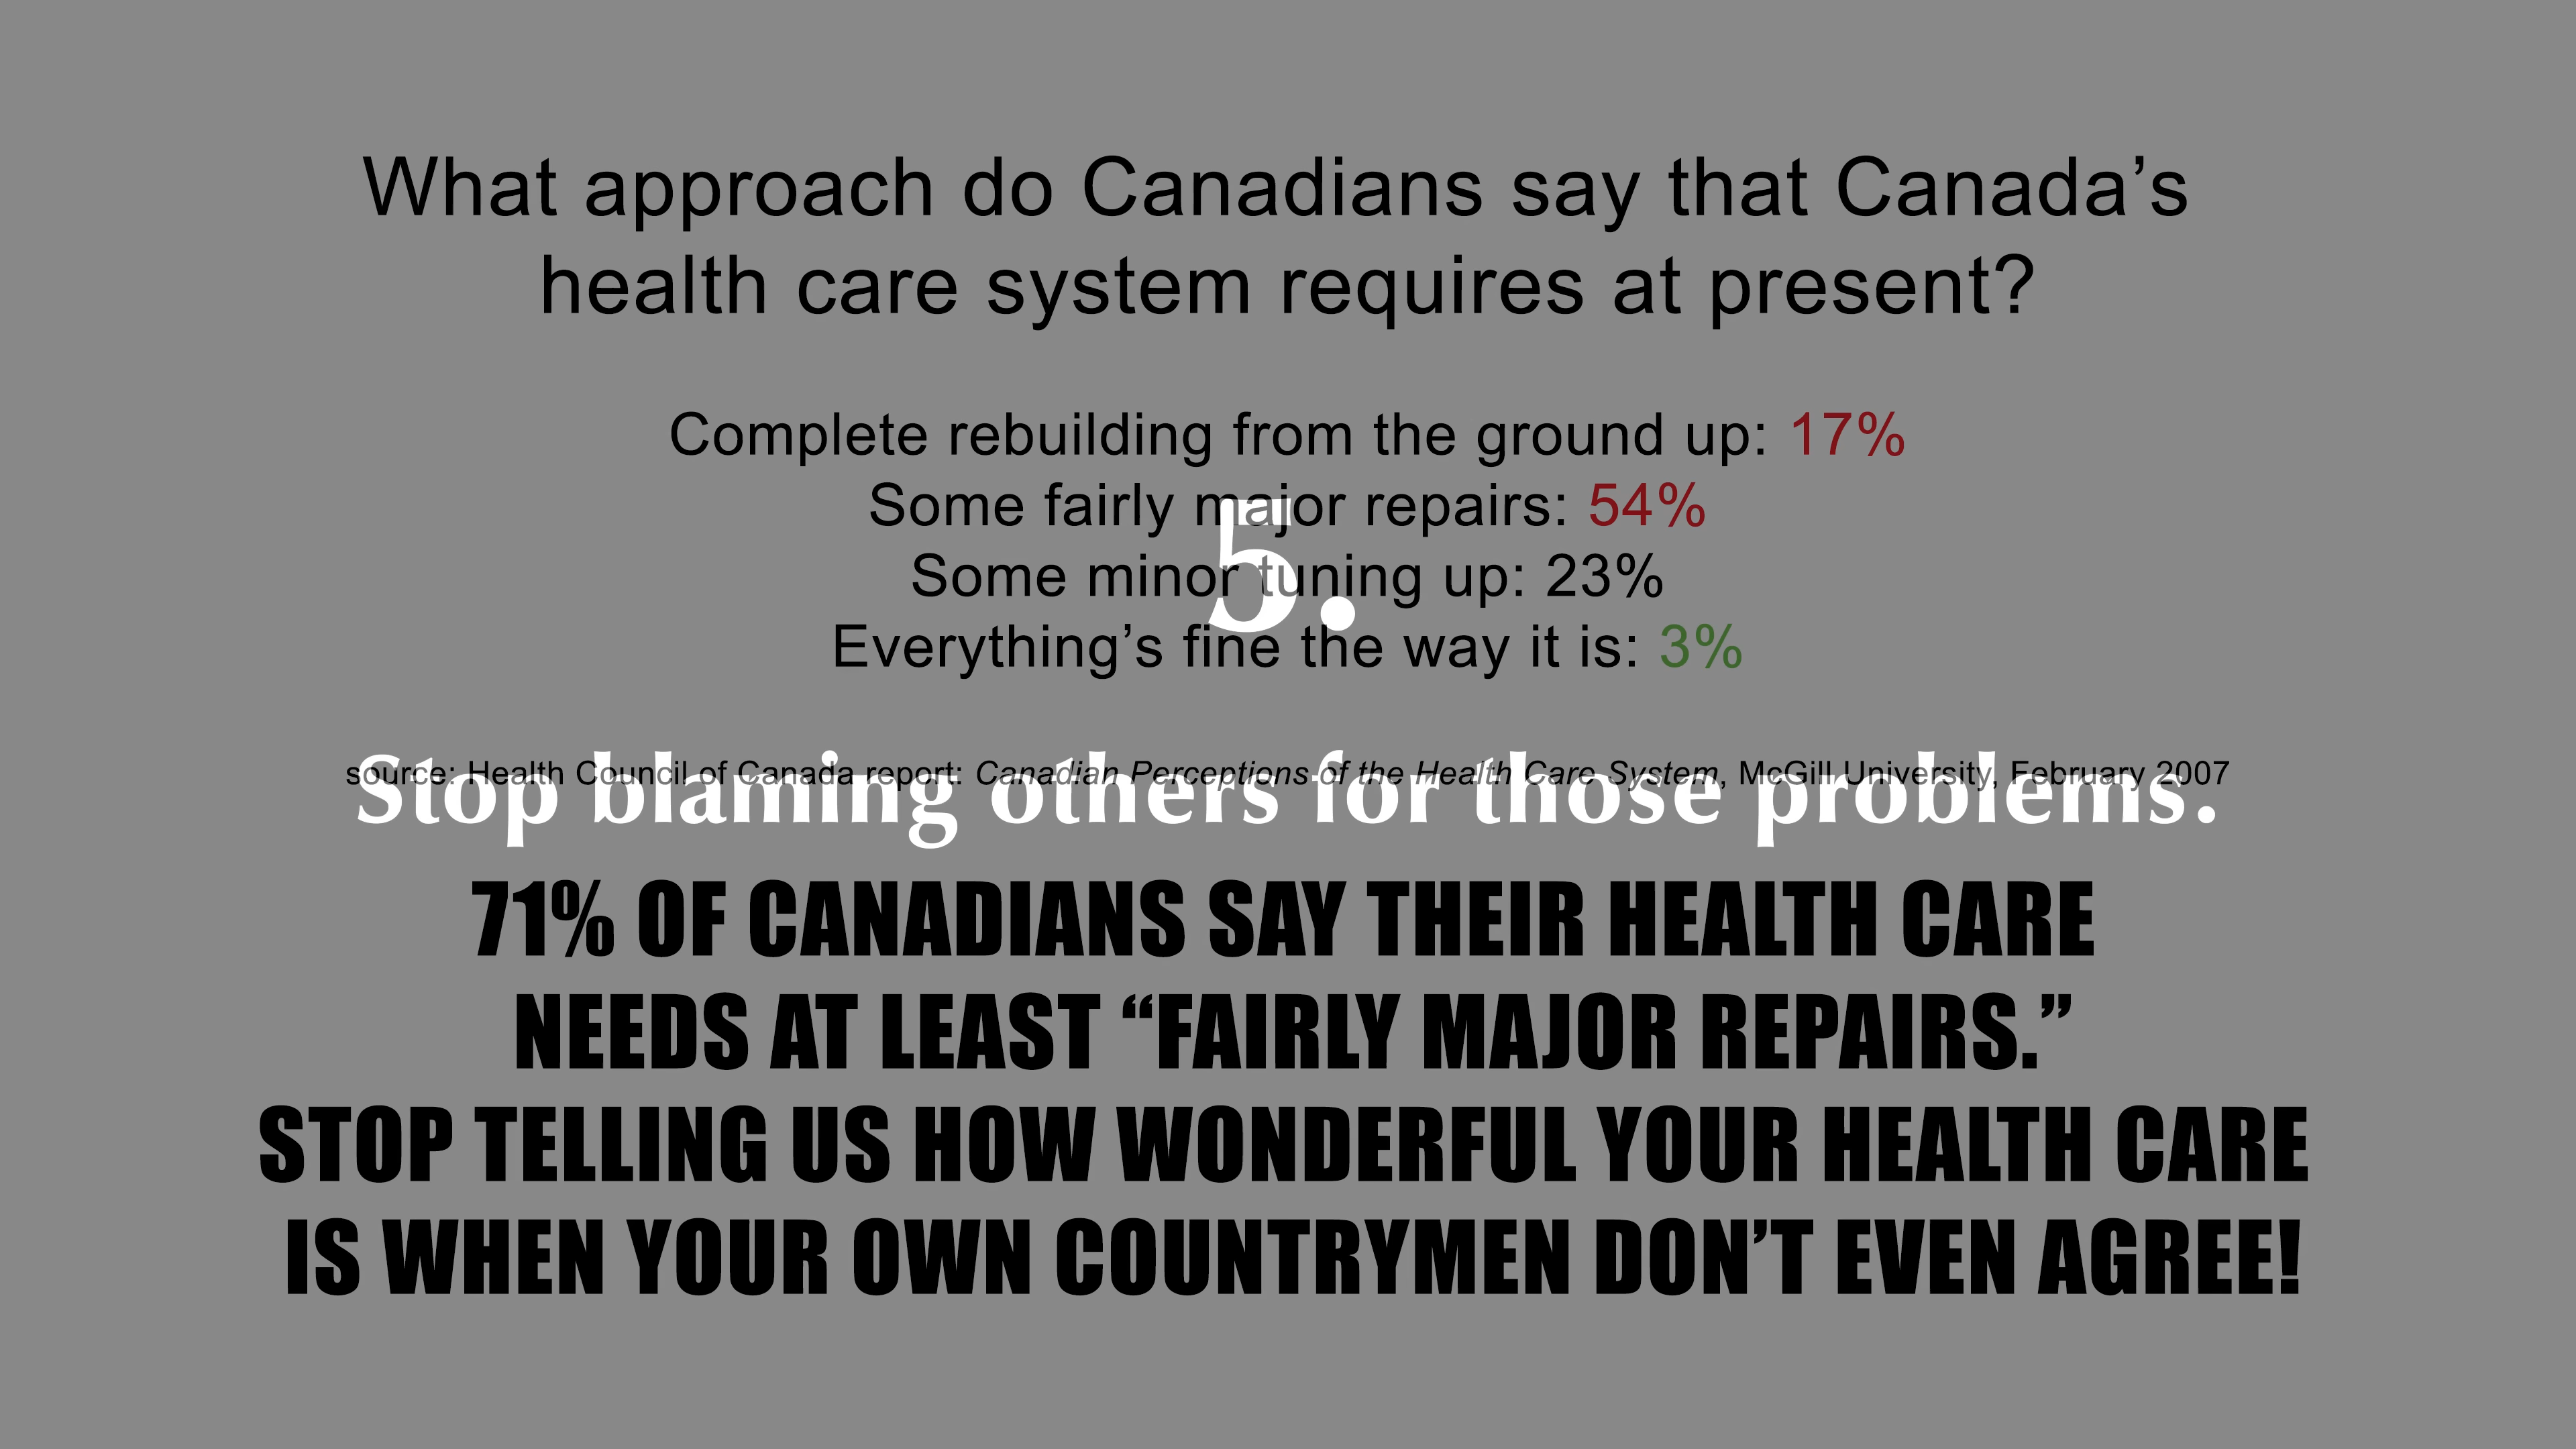 What approach do Canadians say that Canada’s
health care system requires at present?
Complete rebuilding from the ground up: 17%
Some fairly major repairs: 54%
Some minor tuning up: 23%
Everything’s fine the way it is: 3%
5.
source: Health Council of Canada report: Canadian Perceptions of the Health Care System, McGill University, February 2007
Stop blaming others for those problems.
71% OF CANADIANS SAY THEIR HEALTH CARE
NEEDS AT LEAST “FAIRLY MAJOR REPAIRS.”
STOP TELLING US HOW WONDERFUL YOUR HEALTH CARE
IS WHEN YOUR OWN COUNTRYMEN DON’T EVEN AGREE!